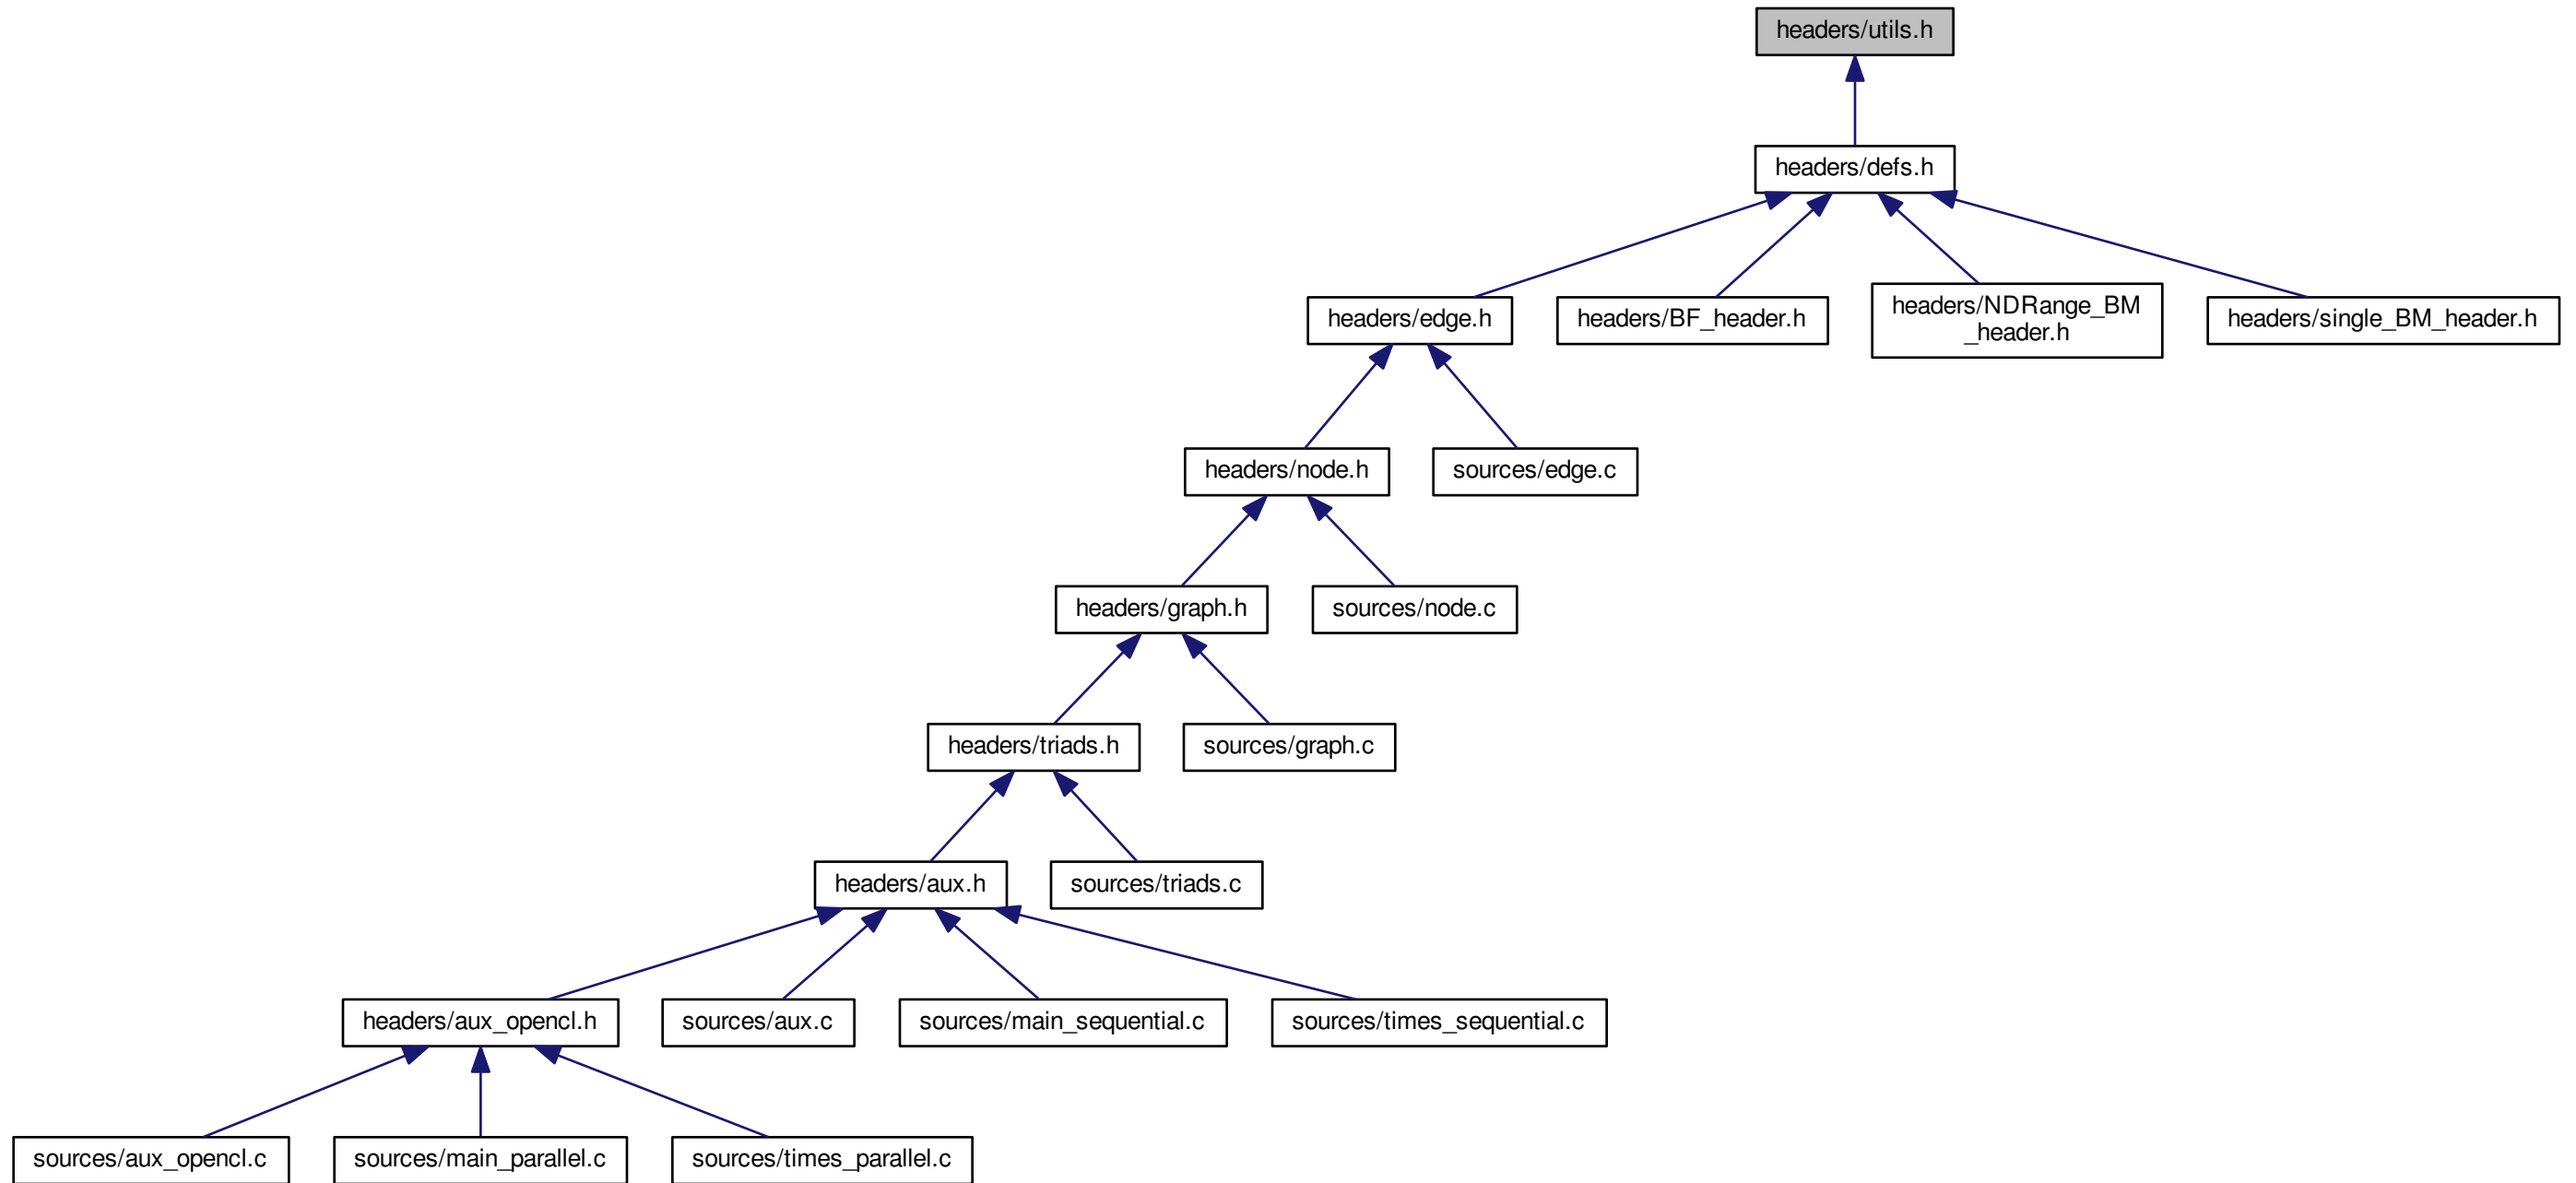 headers/utils.h
headers/defs.h
headers/edge.h
headers/BF_header.h
headers/NDRange_BM
_header.h
headers/single_BM_header.h
headers/node.h
sources/edge.c
headers/graph.h
sources/node.c
headers/triads.h
sources/graph.c
headers/aux.h
sources/triads.c
headers/aux_opencl.h
sources/aux.c
sources/main_sequential.c
sources/times_sequential.c
sources/aux_opencl.c
sources/main_parallel.c
sources/times_parallel.c